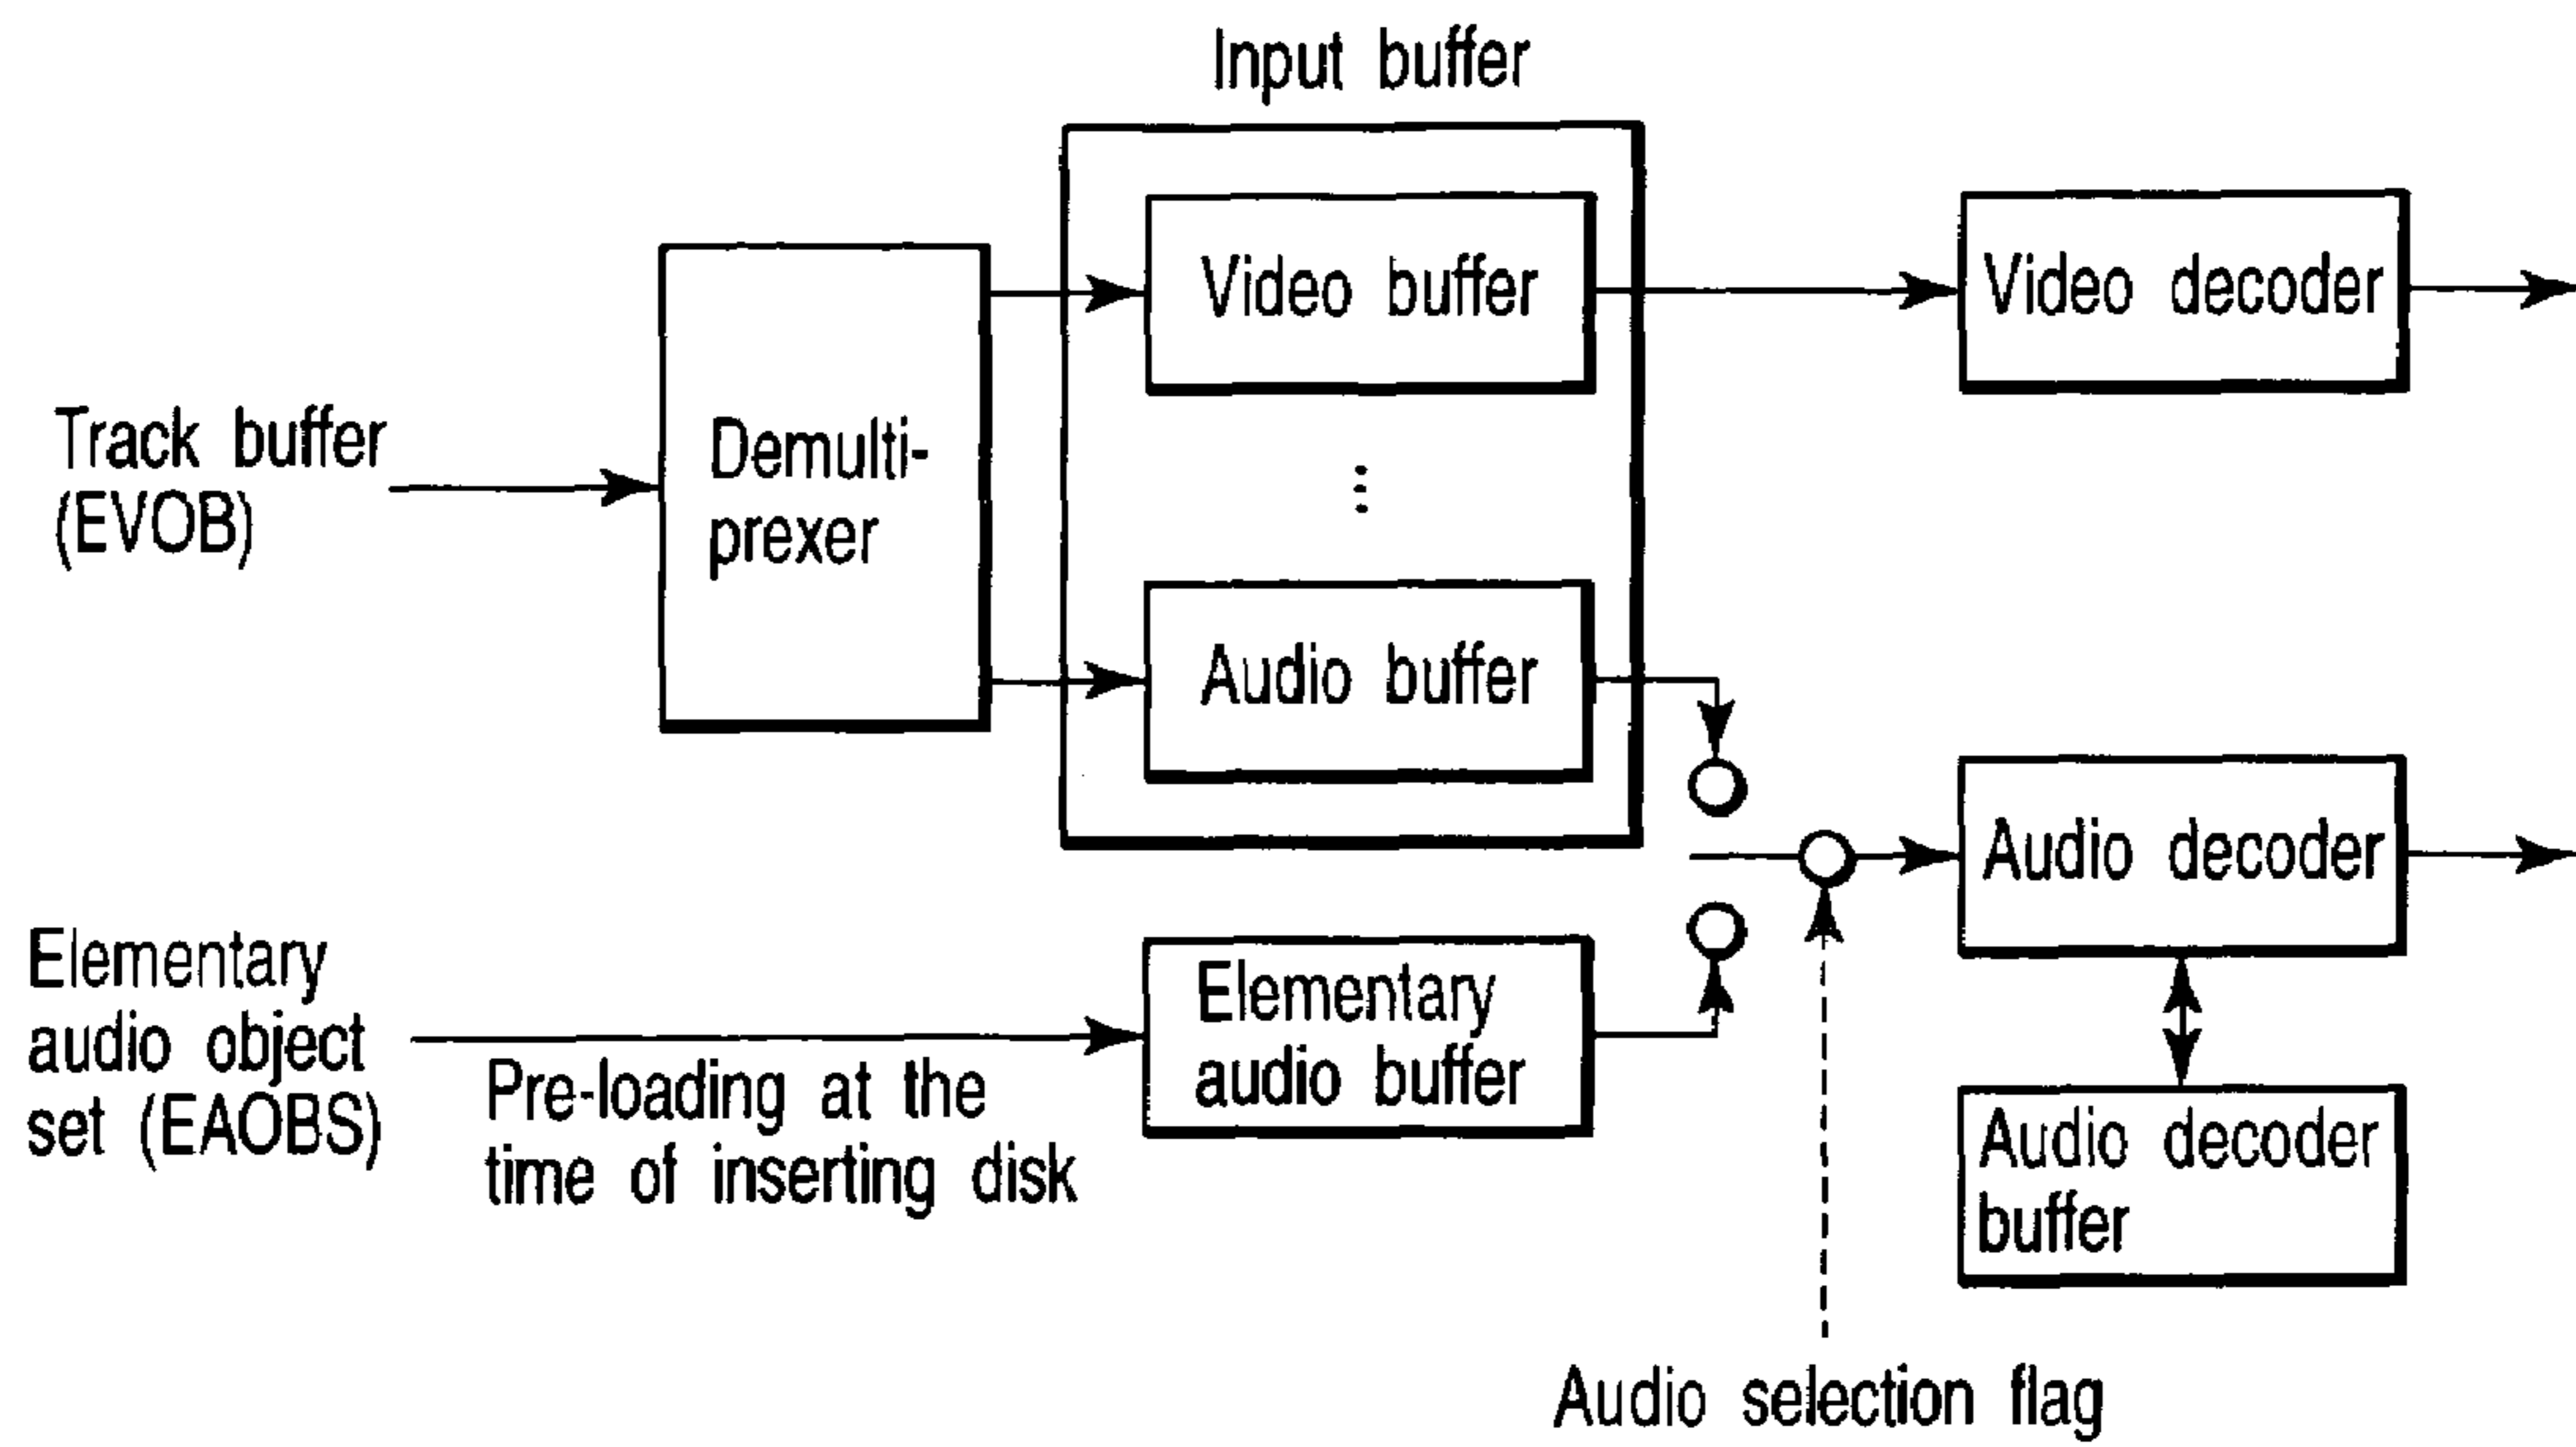 Input buffer
Track buffer
(EVOB)
Demulti-
prexer
Video buffer
Video decoder
Audio buffer
Audio decoder
Elementary
audio object
set (EAOBS)
Pre-loading at the
time of inserting disk
Elementary
audio buffer
Audio decoder
buffer
Audio selection flag